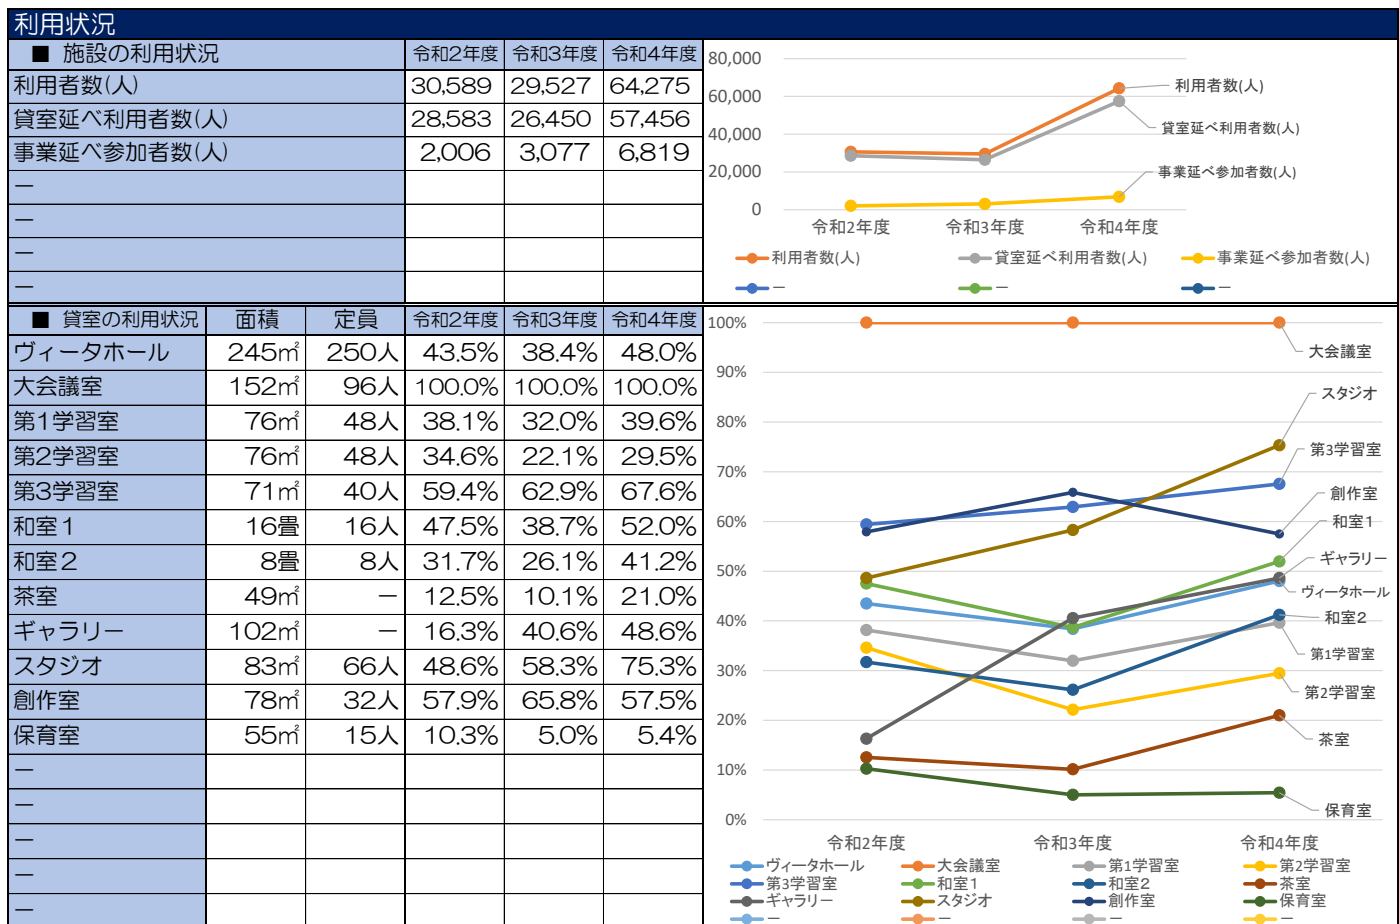 利用状況
■ 施設の利用状況 令和2年度 令和3年度 令和4年度
利用者数(人) 30,589 29,527 64,275
貸室延べ利用者数(人) 28,583 26,450 57,456
事業延べ参加者数(人) 2,006 3,077 6,819
－
－
－
－
80,000
60,000
40,000
20,000
0
利用者数(人)
貸室延べ利用者数(人)
事業延べ参加者数(人)
令和2年度 令和3年度 令和4年度
利用者数(人) 貸室延べ利用者数(人) 事業延べ参加者数(人)
－ － －
■ 貸室の利用状況 面積 定員 令和2年度 令和3年度 令和4年度
ヴィータホール 245㎡ 250人 43.5% 38.4% 48.0%
大会議室 152㎡ 96人 100.0% 100.0% 100.0%
第1学習室 76㎡ 48人 38.1% 32.0% 39.6%
第2学習室 76㎡ 48人 34.6% 22.1% 29.5%
第3学習室 71㎡ 40人 59.4% 62.9% 67.6%
和室１ 16畳 16人 47.5% 38.7% 52.0%
和室２ 8畳 8人 31.7% 26.1% 41.2%
茶室 49㎡ － 12.5% 10.1% 21.0%
ギャラリー 102㎡ － 16.3% 40.6% 48.6%
スタジオ 83㎡ 66人 48.6% 58.3% 75.3%
創作室 78㎡ 32人 57.9% 65.8% 57.5%
保育室 55㎡ 15人 10.3% 5.0% 5.4%
－
－
－
－
－
100%
90%
80%
70%
60%
50%
40%
30%
20%
10%
0%
大会議室
スタジオ
第3学習室
創作室
和室１
ギャラリー
ヴィータホール
和室２
第1学習室
第2学習室
茶室
保育室
令和2年度 令和3年度 令和4年度
ヴィータホール 大会議室 第1学習室 第2学習室
第3学習室 和室１ 和室２ 茶室
ギャラリー スタジオ 創作室 保育室
－ － － －